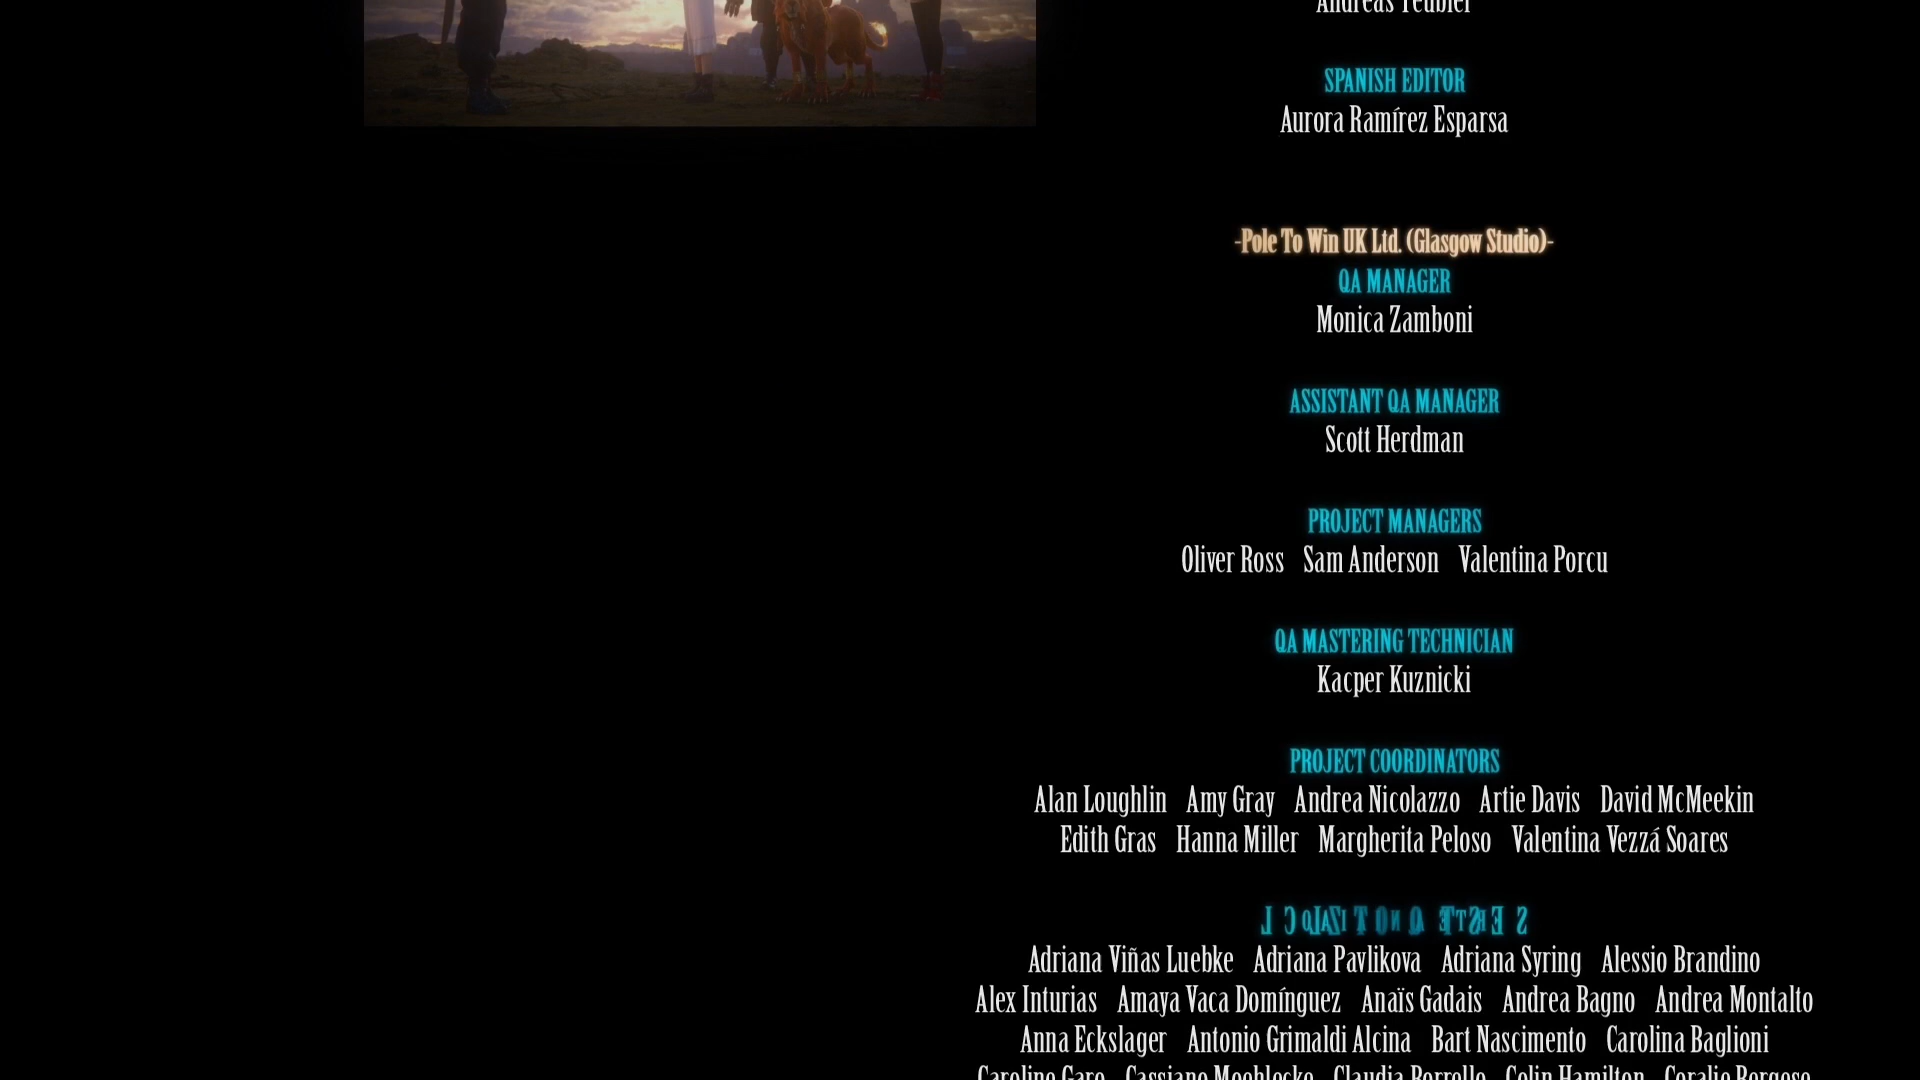 SPANISH EDITOR
Aurora Ramírez Esparsa
-Pole To Win UK Ltd. (Glasgow Studio)-
QA MANAGER
Monica Zamboni
ASSISTANT QA MANAGER
Scott Herdman
PROJECT MANAGERS
Oliver Ross Sam Anderson Valentina Porcu
QA MASTERING TECHNICIAN
Kacper Kuznicki
PROJECT COORDINATORS
Alan Loughlin Amy Gray Andrea Nicolazzo Artie Davis David McMeekin
Edith Gras Hanna Miller Margherita Peloso Valentina Vezzá Soares
Adriana Viñas Luebke Adriana Pavlikova Adriana Syring Alessio Brandino
Alex Inturias Amaya Vaca Domínguez Anaïs Gadais Andrea Bagno Andrea Montalto
Anna Eckslager Antonio Grimaldi Alcina Bart Nascimento Carolina Baglioni